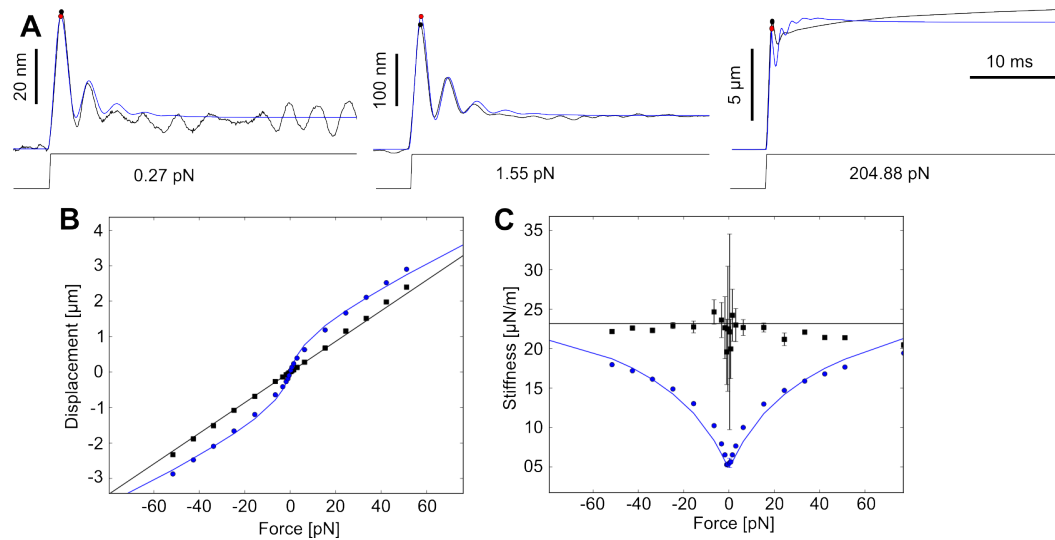 A
20 nm
100 nm
5 µm
10 ms
0.27 pN
1.55 pN
204.88 pN
B
Displacement [µm]
4
3
2
1
0
-1
-2
-3
-60 -40 -20 0 20 40 60
Force [pN]
C
Stiffness [µN/m]
35
30
25
20
15
10
05
-60 -40 -20 0 20 40 60
Force [pN]